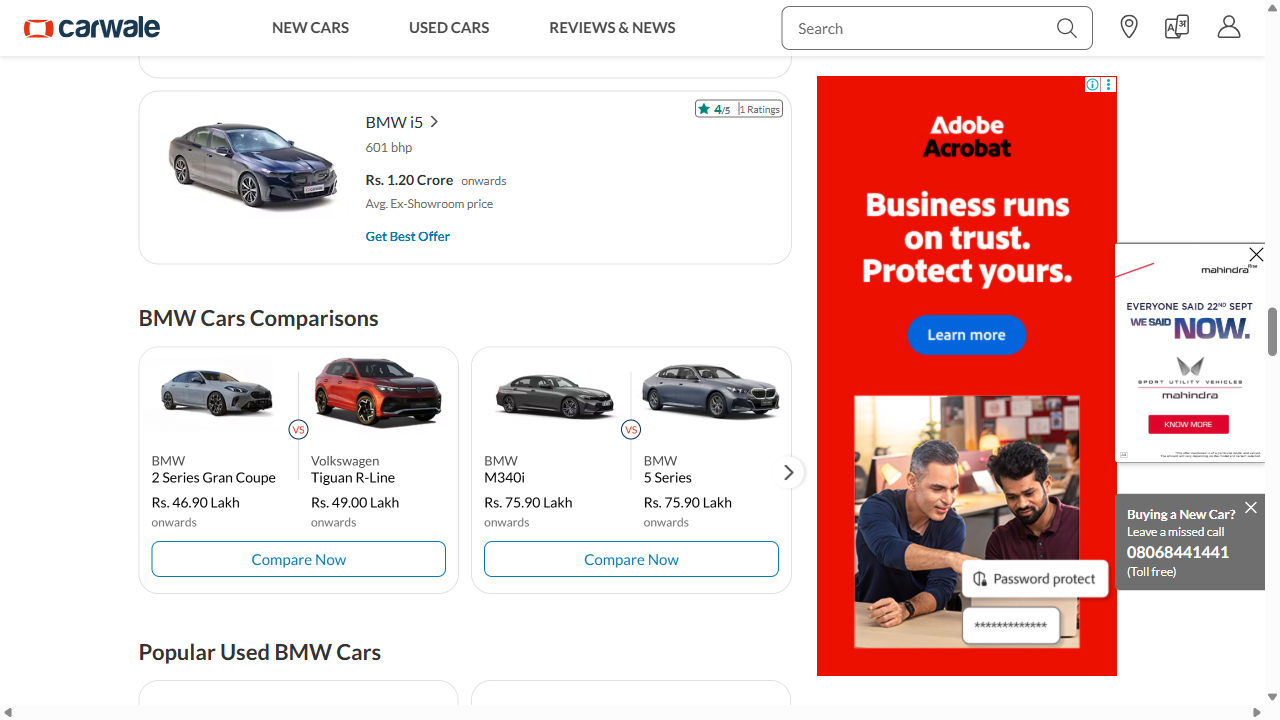 carwale
NEW CARS
USED CARS
REVIEWS & NEWS
Search
BMW i5
4/5 | 1 Ratings
601 bhp
Rs. 1.20 Crore onwards
Avg. Ex-Showroom price
Get Best Offer
BMW Cars Comparisons
VS
BMW
2 Series Gran Coupe
Rs. 46.90 Lakh
onwards
Volkswagen
Tiguan R-Line
Rs. 49.00 Lakh
onwards
Compare Now
VS
BMW
M340i
Rs. 75.90 Lakh
onwards
BMW
5 Series
Rs. 75.90 Lakh
onwards
Compare Now
Popular Used BMW Cars
Adobe
Acrobat
Business runs
on trust.
Protect yours.
Learn more
Password protect
*************
mahindra Rise
EVERYONE SAID 22ND SEPT
WE SAID NOW.
SPORT UTILITY VEHICLES
mahindra
KNOW MORE
Buying a New Car?
Leave a missed call
08068441441
(Toll free)